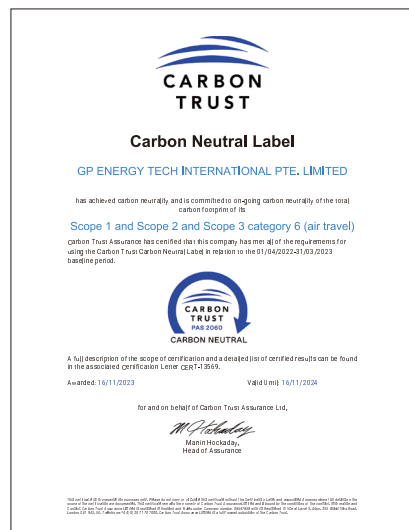 CARBON
TRUST
Carbon Neutral Label
GP ENERGY TECH INTERNATIONAL PTE. LIMITED
has achieved carbon neutrality and is committed to on-going carbon neutrality of the total
carbon footprint of its
Scope 1 and Scope 2 and Scope 3 category 6 (air travel)
Carbon Trust Assurance has certified that this company has met all of the requirements for
using the Carbon Trust Carbon Neutral Label in relation to the 01/04/2022-31/03/2023
baseline period.
CARBON
TRUST
PAS 2060
CARBON NEUTRAL
A full description of the scope of certification and a detailed list of certified results can be found
in the associated Certification Letter CERT-13569.
Awarded: 16/11/2023 Valid Until: 16/11/2024
for and on behalf of Carbon Trust Assurance Ltd,
M Hockaday
Manin Hockaday,
Head of Assurance